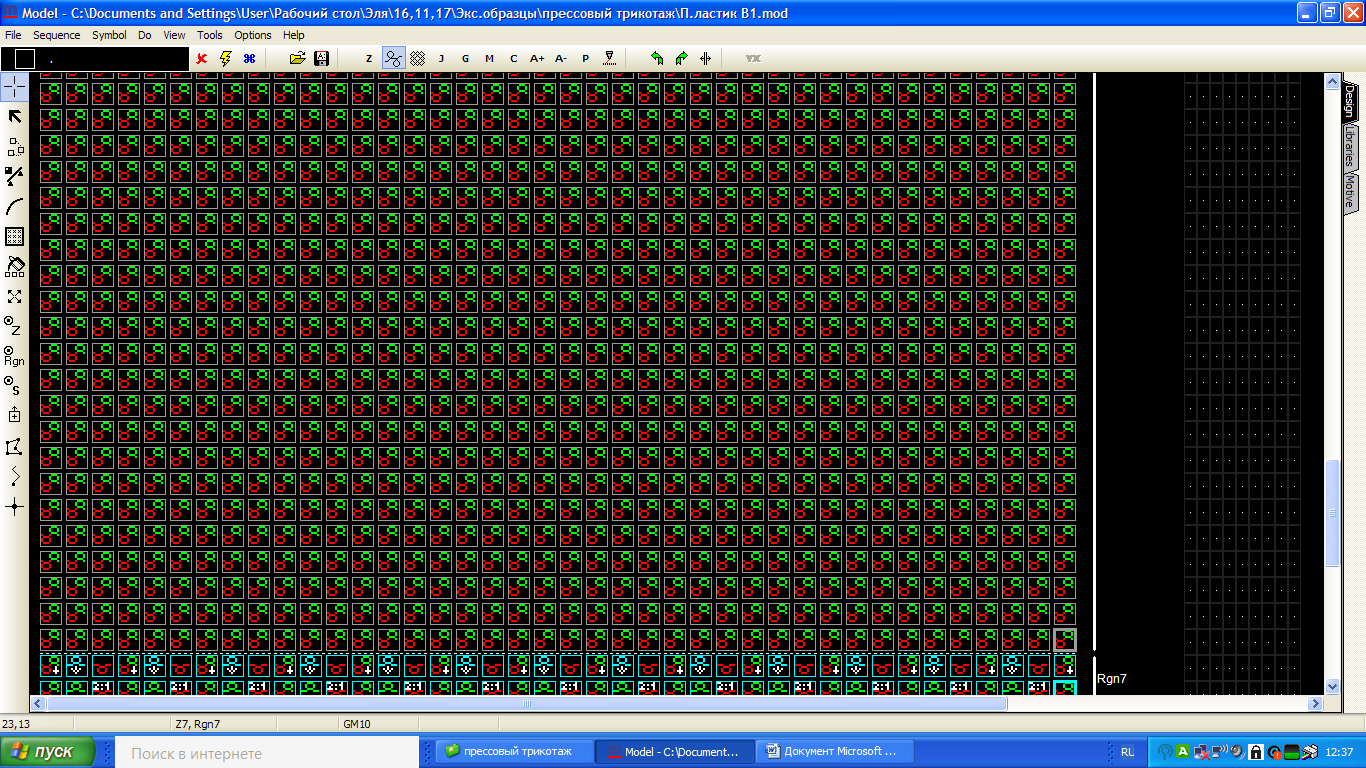 Model - C:\Documents and Settings\User\Рабочий стол\Эля\16,11,17\Экс.образцы\прессовый трикотаж\П.ластик В1.mod
File Sequence Symbol Do View Tools Options Help
. Z J G M C A+ A- P YX
Design
Libraries
Motive
Z
Rgn
S
Rgn7
23,13 Z7, Rgn7 GM10
пуск Поиск в интернете прессовый трикотаж Model - C:\Document... Документ Microsoft ... RU A 12:37